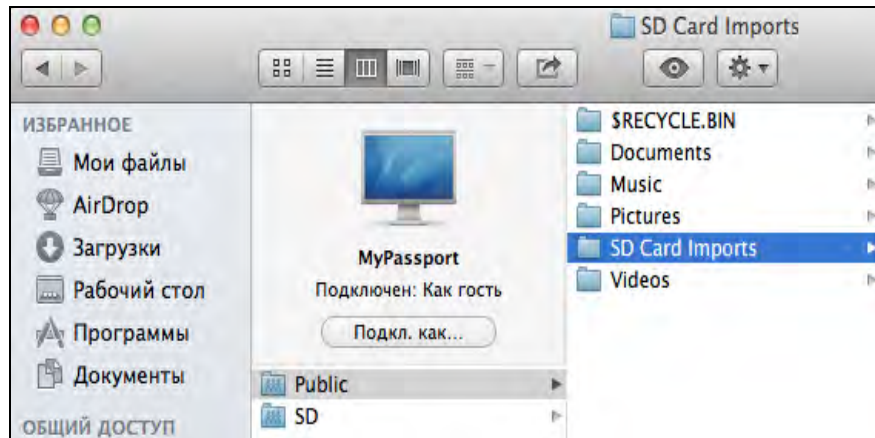 SD Card Imports
ИЗБРАННОЕ
Мои файлы
AirDrop
Загрузки
Рабочий стол
Программы
Документы
ОБЩИЙ ДОСТУП
MyPassport
Подключен: Как гость
Подкл. как...
Public
SD
$RECYCLE.BIN
Documents
Music
Pictures
SD Card Imports
Videos